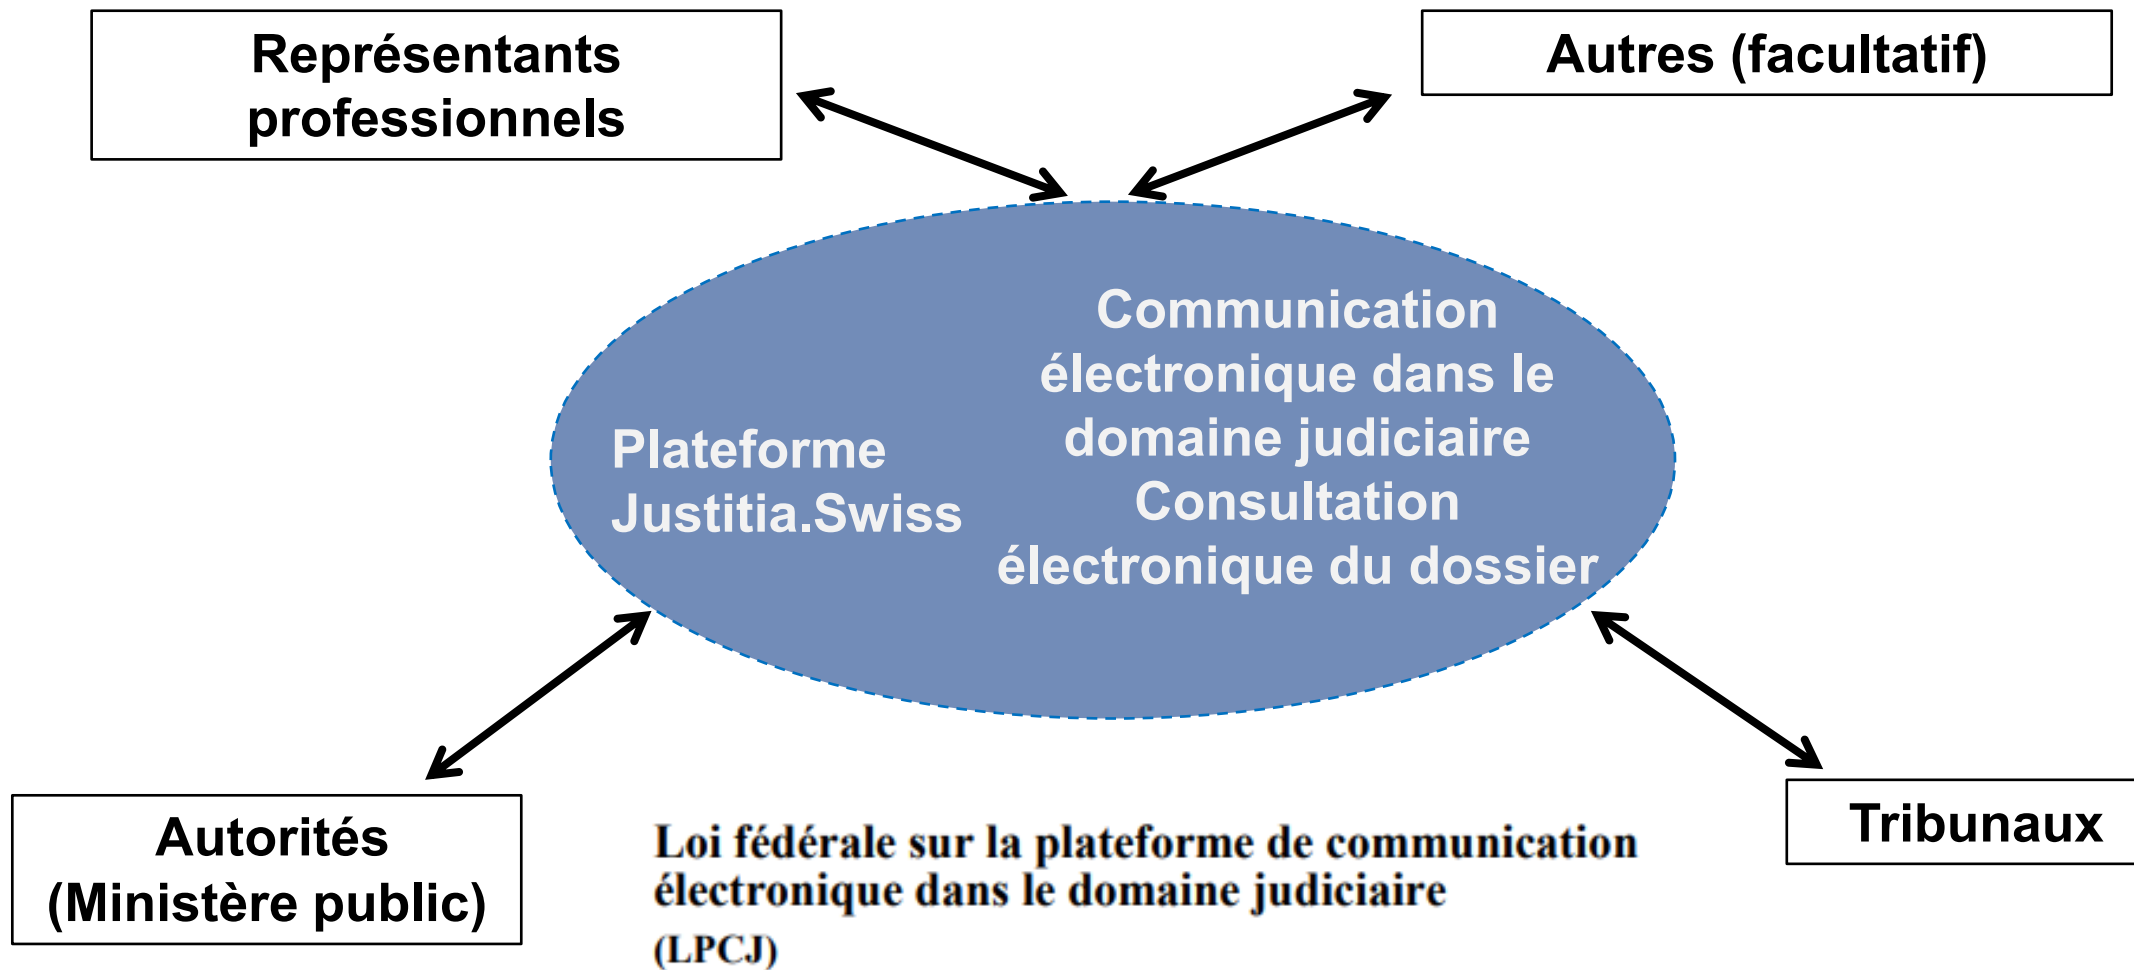 Représentants
professionnels
Autres (facultatif)
Plateforme
Justitia.Swiss
Communication
électronique dans le
domaine judiciaire
Consultation
électronique du dossier
Autorités
(Ministère public)
Loi fédérale sur la plateforme de communication
électronique dans le domaine judiciaire
(LPCJ)
Tribunaux